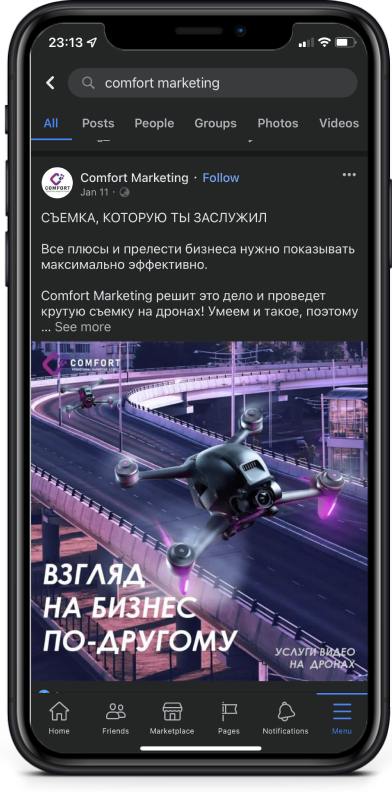 23:13
comfort marketing
All Posts People Groups Photos Videos
Comfort Marketing · Follow
Jan 11 ·
COMFORT
СЪЕМКА, КОТОРУЮ ТЫ ЗАСЛУЖИЛ
Все плюсы и прелести бизнеса нужно показывать
максимально эффективно.
Comfort Marketing решит это дело и проведет
крутую съемку на дронах! Умеем и такое, поэтому
... See more
COMFORT
ВЗГЛЯД
НА БИЗНЕС
ПО-ДРУГОМУ
УСЛУГИ ВИДЕО
НА ДРОНАХ
Home Friends Marketplace Pages Notifications Menu